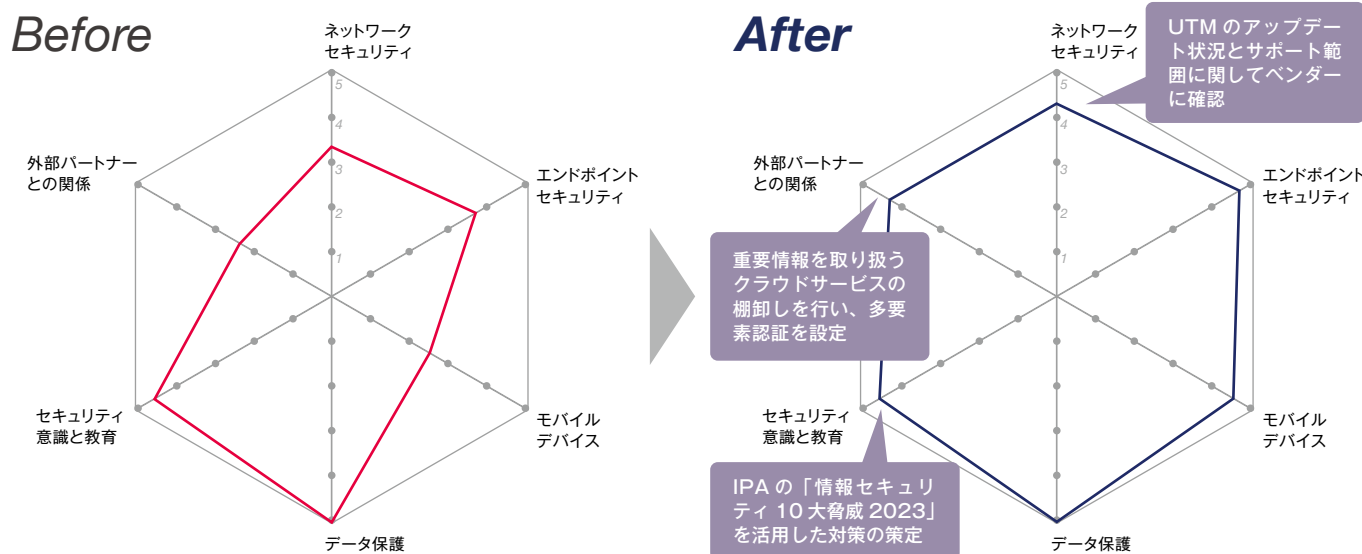 Before
ネットワーク
セキュリティ
5
4
3
2
1
エンドポイント
セキュリティ
モバイル
デバイス
データ保護
セキュリティ
意識と教育
外部パートナー
との関係
After
ネットワーク
セキュリティ
5
4
3
2
1
エンドポイント
セキュリティ
モバイル
デバイス
データ保護
セキュリティ
意識と教育
外部パートナー
との関係
UTM のアップデー
ト状況とサポート範
囲に関してベンダー
に確認
重要情報を取り扱う
クラウドサービスの
棚卸しを行い、多要
素認証を設定
IPA の「情報セキュリ
ティ 10 大脅威 2023」
を活用した対策の策定